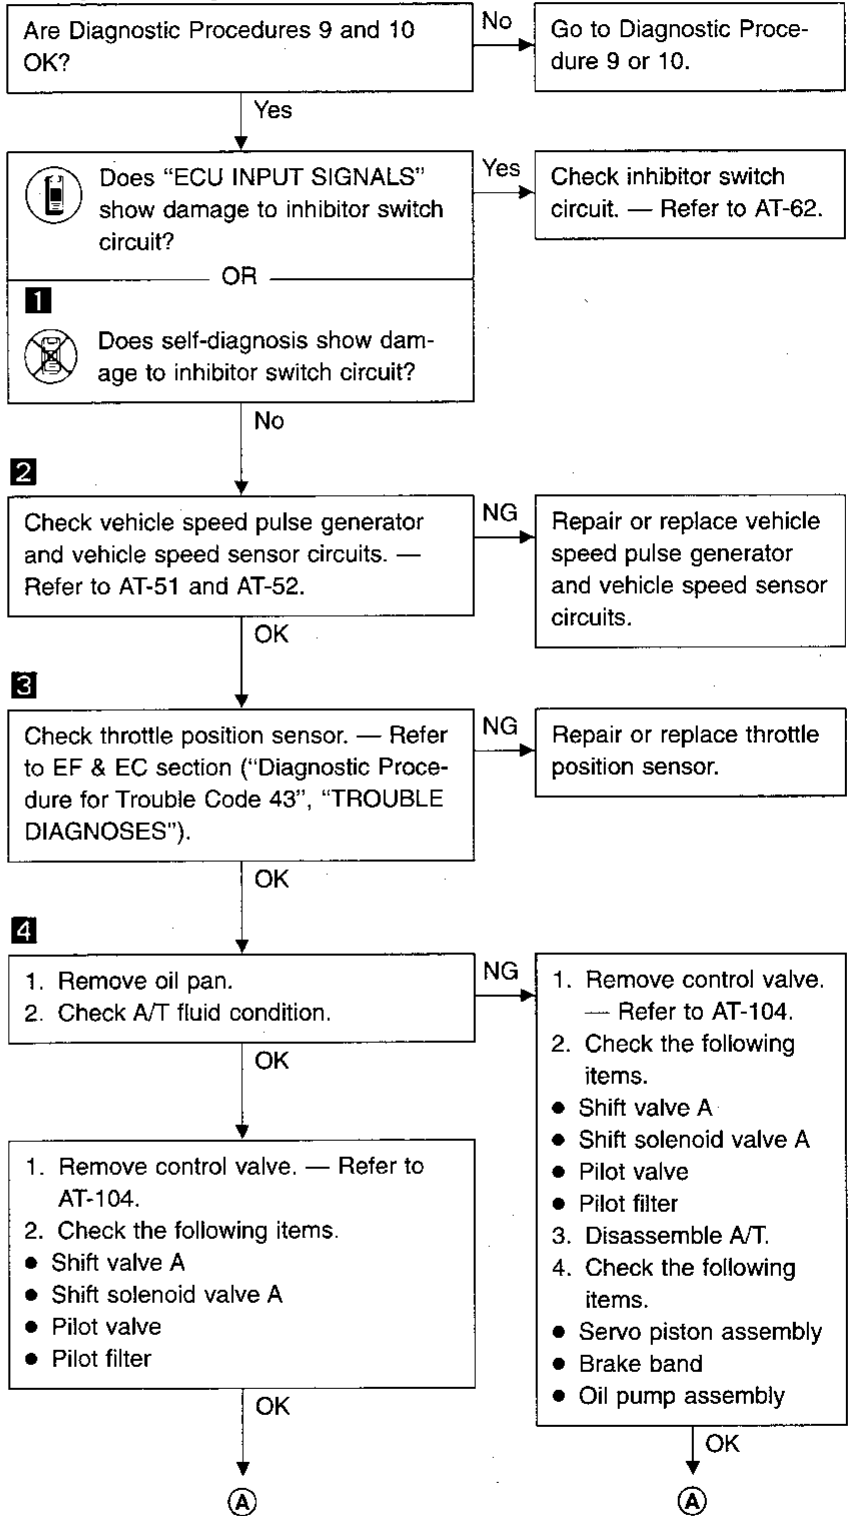 Are Diagnostic Procedures 9 and 10
OK?
No
Go to Diagnostic Proce-
dure 9 or 10.
Yes
Does “ECU INPUT SIGNALS”
show damage to inhibitor switch
circuit?
Yes
Check inhibitor switch
circuit. — Refer to AT-62.
OR
1
Does self-diagnosis show dam-
age to inhibitor switch circuit?
No
2
Check vehicle speed pulse generator
and vehicle speed sensor circuits. —
Refer to AT-51 and AT-52.
NG
Repair or replace vehicle
speed pulse generator
and vehicle speed sensor
circuits.
OK
3
Check throttle position sensor. — Refer
to EF & EC section (“Diagnostic Proce-
dure for Trouble Code 43”, “TROUBLE
DIAGNOSES”).
NG
Repair or replace throttle
position sensor.
OK
4
1. Remove oil pan.
2. Check A/T fluid condition.
NG
1. Remove control valve.
— Refer to AT-104.
2. Check the following
items.
● Shift valve A
● Shift solenoid valve A
● Pilot valve
● Pilot filter
3. Disassemble A/T.
4. Check the following
items.
● Servo piston assembly
● Brake band
● Oil pump assembly
OK
A
OK
1. Remove control valve. — Refer to
AT-104.
2. Check the following items.
● Shift valve A
● Shift solenoid valve A
● Pilot valve
● Pilot filter
OK
A